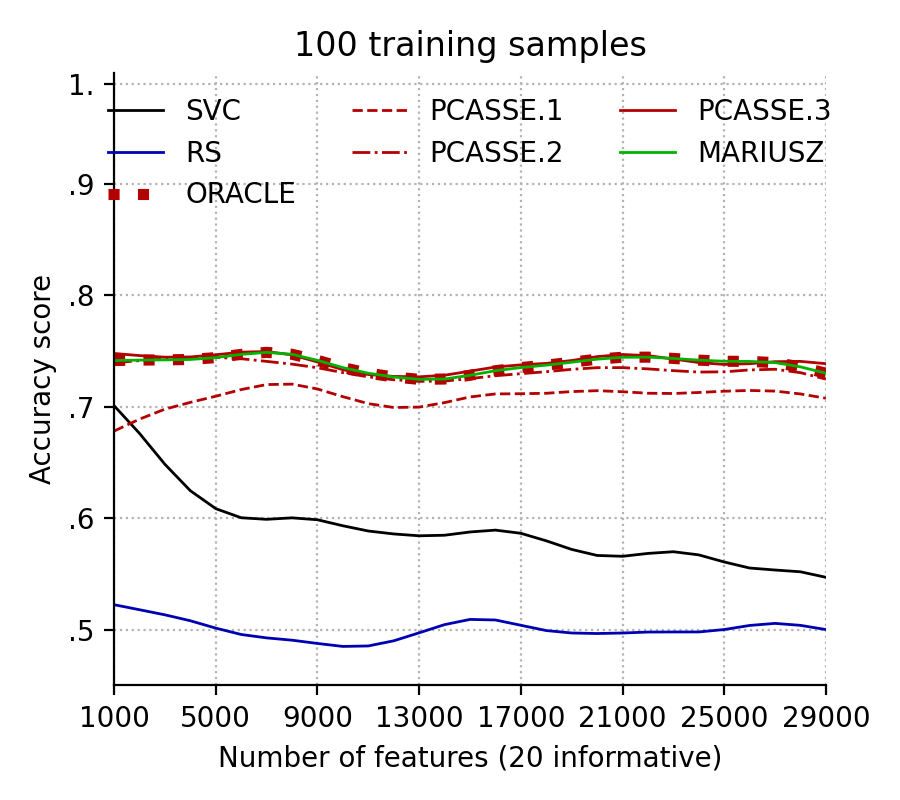 100 training samples
1.
SVC
PCASSE.1
PCASSE.3
RS
PCASSE.2
MARIUSZ
ORACLE
.9
.8
.7
.6
.5
Accuracy score
1000 5000 9000 13000 17000 21000 25000 29000
Number of features (20 informative)